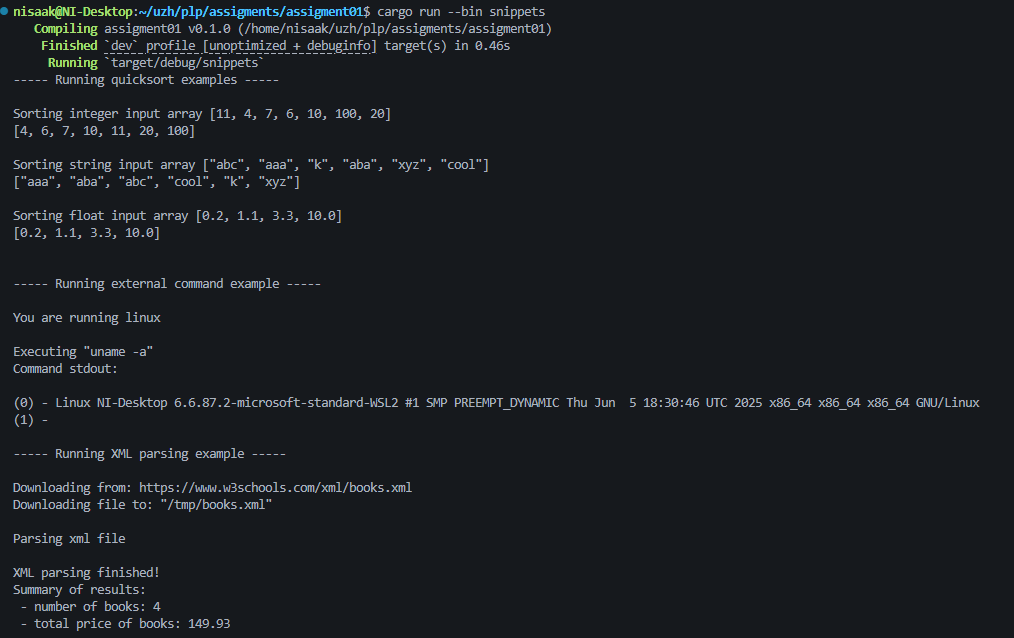 nisaak@NI-Desktop:~/uzh/plp/assigments/assigment01$ cargo run --bin snippets
Compiling assigment01 v0.1.0 (/home/nisaak/uzh/plp/assigments/assigment01)
Finished `dev` profile [unoptimized + debuginfo] target(s) in 0.46s
Running `target/debug/snippets`
----- Running quicksort examples -----
Sorting integer input array [11, 4, 7, 6, 10, 100, 20]
[4, 6, 7, 10, 11, 20, 100]
Sorting string input array ["abc", "aaa", "k", "aba", "xyz", "cool"]
["aaa", "aba", "abc", "cool", "k", "xyz"]
Sorting float input array [0.2, 1.1, 3.3, 10.0]
[0.2, 1.1, 3.3, 10.0]
----- Running external command example -----
You are running linux
Executing "uname -a"
Command stdout:
(0) - Linux NI-Desktop 6.6.87.2-microsoft-standard-WSL2 #1 SMP PREEMPT_DYNAMIC Thu Jun  5 18:30:46 UTC 2025 x86_64 x86_64 x86_64 GNU/Linux
(1) -
----- Running XML parsing example -----
Downloading from: https://www.w3schools.com/xml/books.xml
Downloading file to: "/tmp/books.xml"
Parsing xml file
XML parsing finished!
Summary of results:
- number of books: 4
- total price of books: 149.93